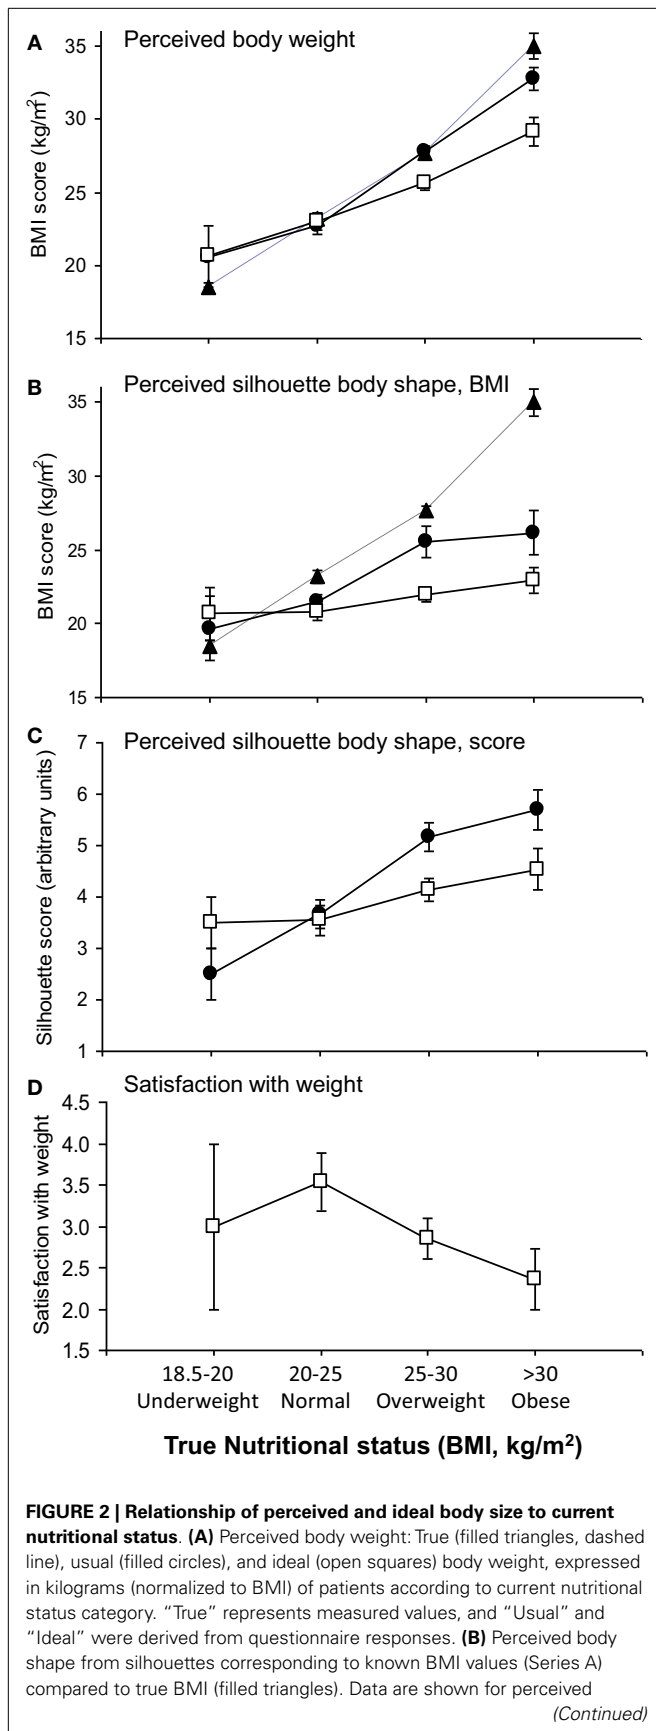 A Perceived body weight
35
30
25
20
15
BMI score (kg/m²)
B Perceived silhouette body shape, BMI
35
30
25
20
15
BMI score (kg/m²)
C Perceived silhouette body shape, score
7
6
5
4
3
2
1
Silhouette score (arbitrary units)
D Satisfaction with weight
4.5
4.0
3.5
3.0
2.5
2.0
1.5
Satisfaction with weight
18.5-20 20-25 25-30 >30
Underweight Normal Overweight Obese
True Nutritional status (BMI, kg/m²)
FIGURE 2 | Relationship of perceived and ideal body size to current
nutritional status. (A) Perceived body weight: True (filled triangles, dashed
line), usual (filled circles), and ideal (open squares) body weight, expressed
in kilograms (normalized to BMI) of patients according to current nutritional
status category. “True” represents measured values, and “Usual” and
“Ideal” were derived from questionnaire responses. (B) Perceived body
shape from silhouettes corresponding to known BMI values (Series A)
compared to true BMI (filled triangles). Data are shown for perceived
(Continued)